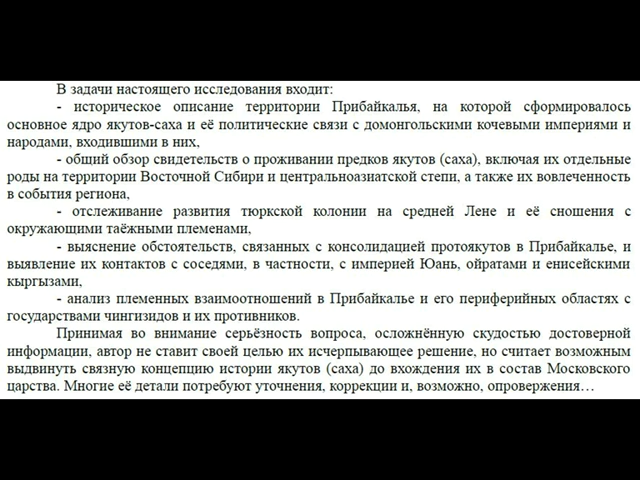 В задачи настоящего исследования входит:
- историческое описание территории Прибайкалья, на которой сформировалось
основное ядро якутов-саха и её политические связи с домонгольскими кочевыми империями и
народами, входившими в них,
- общий обзор свидетельств о проживании предков якутов (саха), включая их отдельные
роды на территории Восточной Сибири и центральноазиатской степи, а также их вовлеченность
в события региона,
- отслеживание развития тюркской колонии на средней Лене и её сношения с
окружающими таёжными племенами,
- выяснение обстоятельств, связанных с консолидацией протоякутов в Прибайкалье, и
выявление их контактов с соседями, в частности, с империей Юань, ойратами и енисейскими
кыргызами,
- анализ племенных взаимоотношений в Прибайкалье и его периферийных областях с
государствами чингизидов и их противников.
Принимая во внимание серьёзность вопроса, осложнённую скудостью достоверной
информации, автор не ставит своей целью их исчерпывающее решение, но считает возможным
выдвинуть связную концепцию истории якутов (саха) до вхождения их в состав Московского
царства. Многие её детали потребуют уточнения, коррекции и, возможно, опровержения…